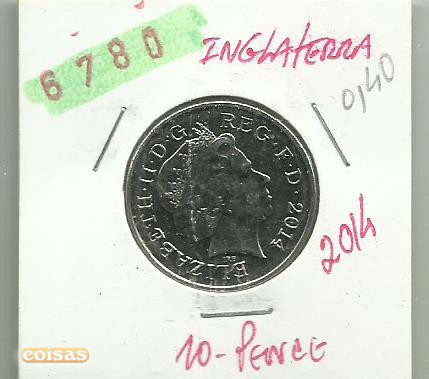 6780
INGLATERRA
0,40
ELIZABETH·II·D·G REG·F·D·2014
IRB
2014
10-PENCE
coisas